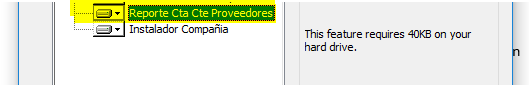 Reporte Cta Cte Proveedores
Instalador Compañia
This feature requires 40KB on your
hard drive.
n